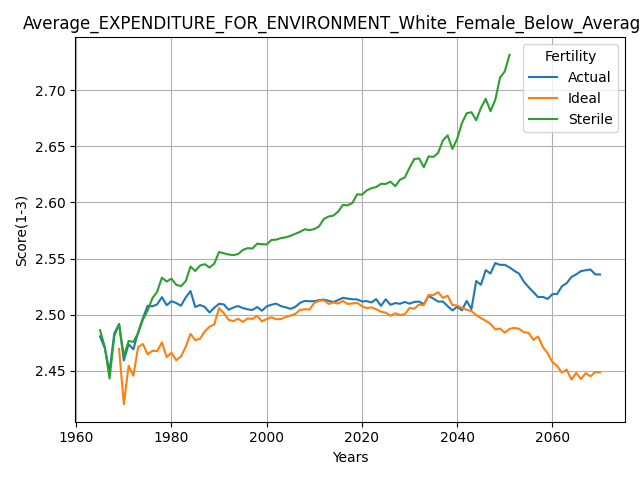 Average_EXPENDITURE_FOR_ENVIRONMENT_White_Female_Below_Averag
Fertility
Actual
Ideal
Sterile
Score(1-3)
2.70
2.65
2.60
2.55
2.50
2.45
1960 1980 2000 2020 2040 2060
Years